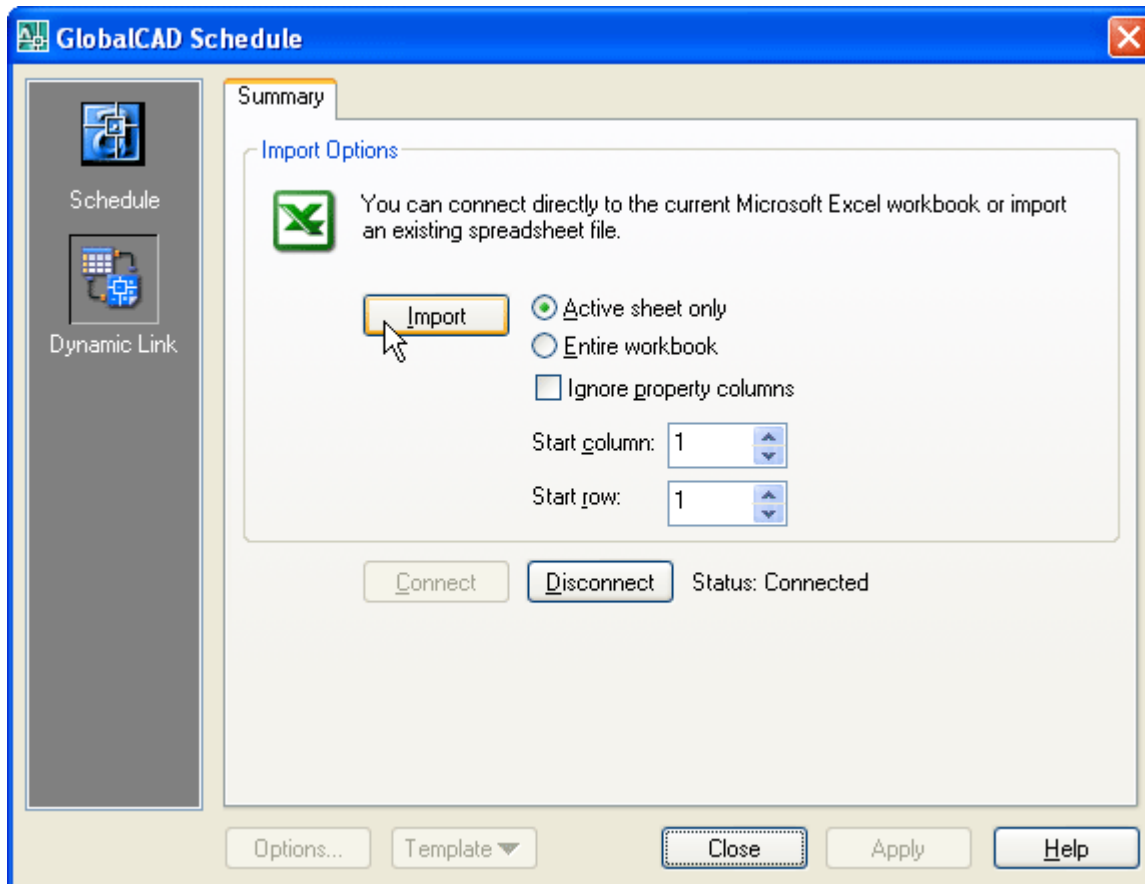 GlobalCAD Schedule
Schedule
Dynamic Link
Summary
Import Options
You can connect directly to the current Microsoft Excel workbook or import
an existing spreadsheet file.
Import
Active sheet only
Entire workbook
Ignore property columns
Start column: 1
Start row: 1
Connect Disconnect Status: Connected
Options... Template Close Apply Help